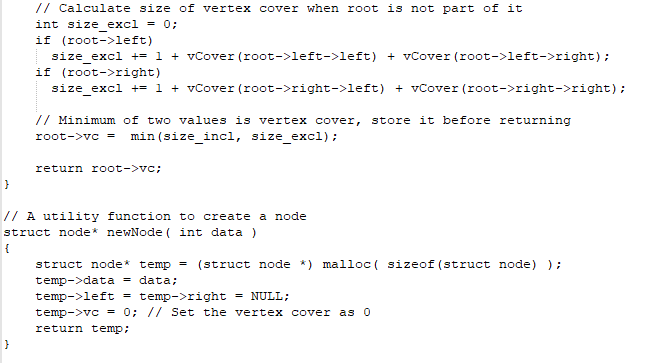 // Calculate size of vertex cover when root is not part of it
int size_excl = 0;
if (root->left)
size_excl += 1 + vCover(root->left->left) + vCover(root->left->right);
if (root->right)
size_excl += 1 + vCover(root->right->left) + vCover(root->right->right);
// Minimum of two values is vertex cover, store it before returning
root->vc =  min(size_incl, size_excl);
return root->vc;
}
// A utility function to create a node
struct node* newNode( int data )
{
struct node* temp = (struct node *) malloc( sizeof(struct node) );
temp->data = data;
temp->left = temp->right = NULL;
temp->vc = 0; // Set the vertex cover as 0
return temp;
}